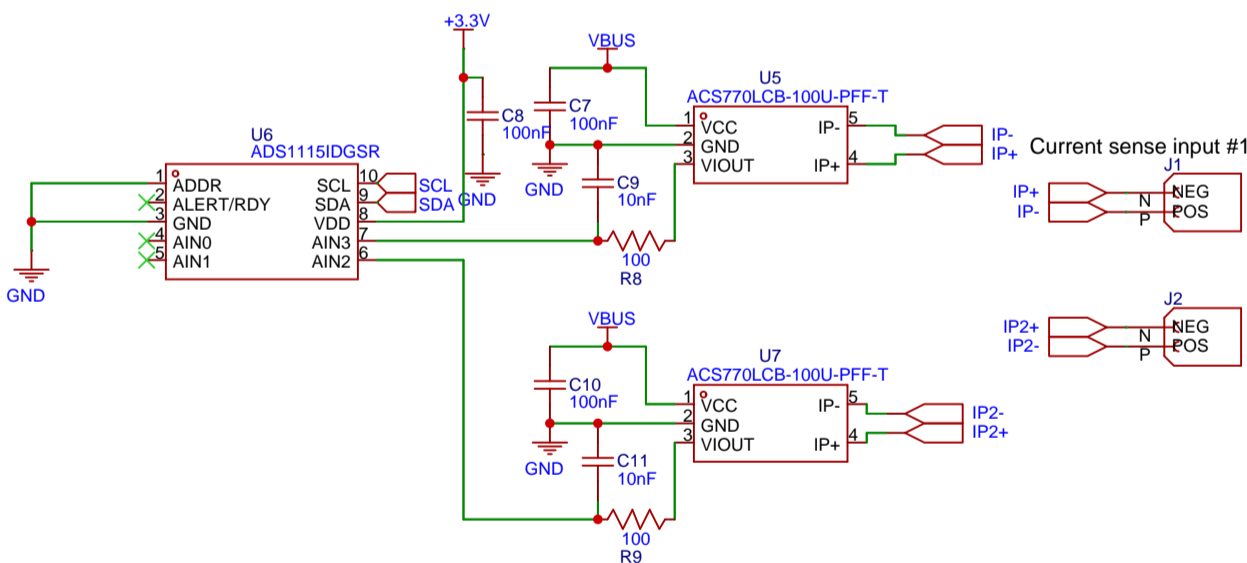 +3.3V
C8
100nF
GND
U6
ADS1115IDGSR
1
ADDR
2
ALERT/RDY
3
GND
4
AIN0
5
AIN1
SCL
10
SDA
9
VDD
8
AIN3
7
AIN2
6
SCL
SDA
GND
VBUS
C7
100nF
GND
C9
10nF
100
R8
U5
ACS770LCB-100U-PFF-T
1
VCC
2
GND
3
VIOUT
IP-
5
IP+
4
IP-
IP+
Current sense input #1
J1
IP+
IP-
N
P
NEG
POS
J2
IP2+
IP2-
N
P
NEG
POS
VBUS
C10
100nF
GND
C11
10nF
100
R9
U7
ACS770LCB-100U-PFF-T
1
VCC
2
GND
3
VIOUT
IP-
5
IP+
4
IP2-
IP2+